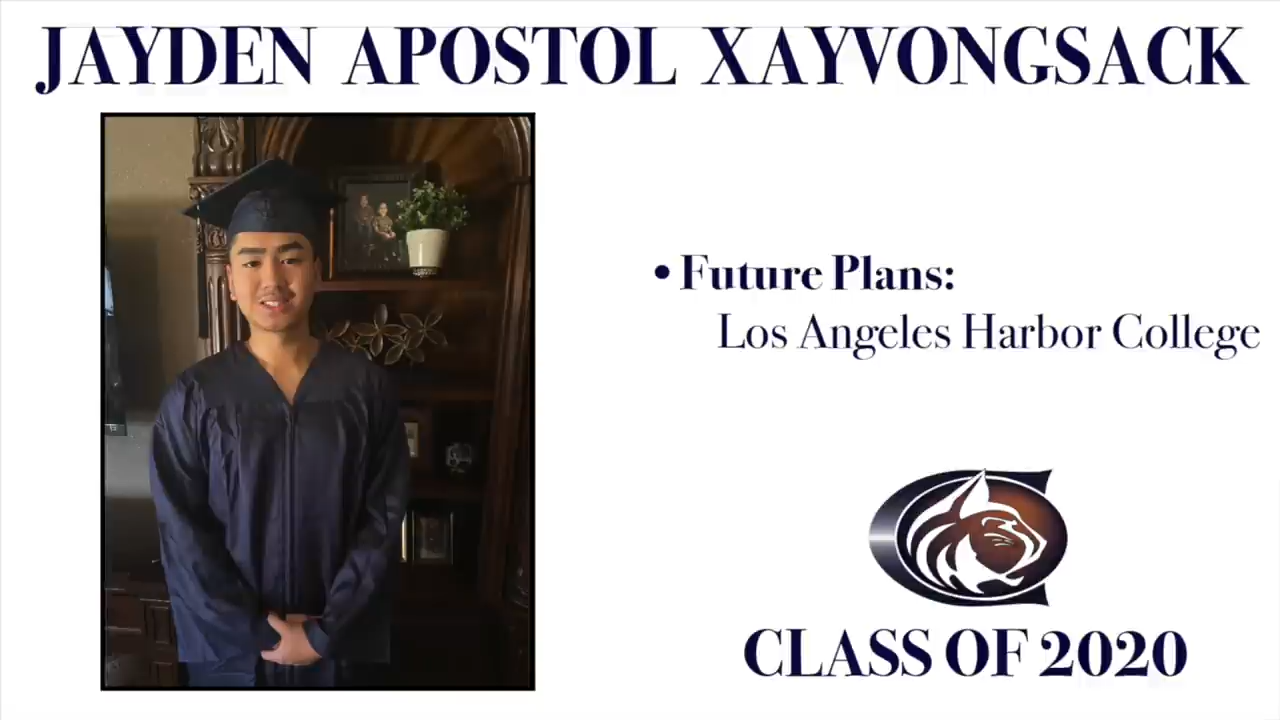 JAYDEN APOSTOL XAYVONGSACK
• Future Plans:
Los Angeles Harbor College
CLASS OF 2020